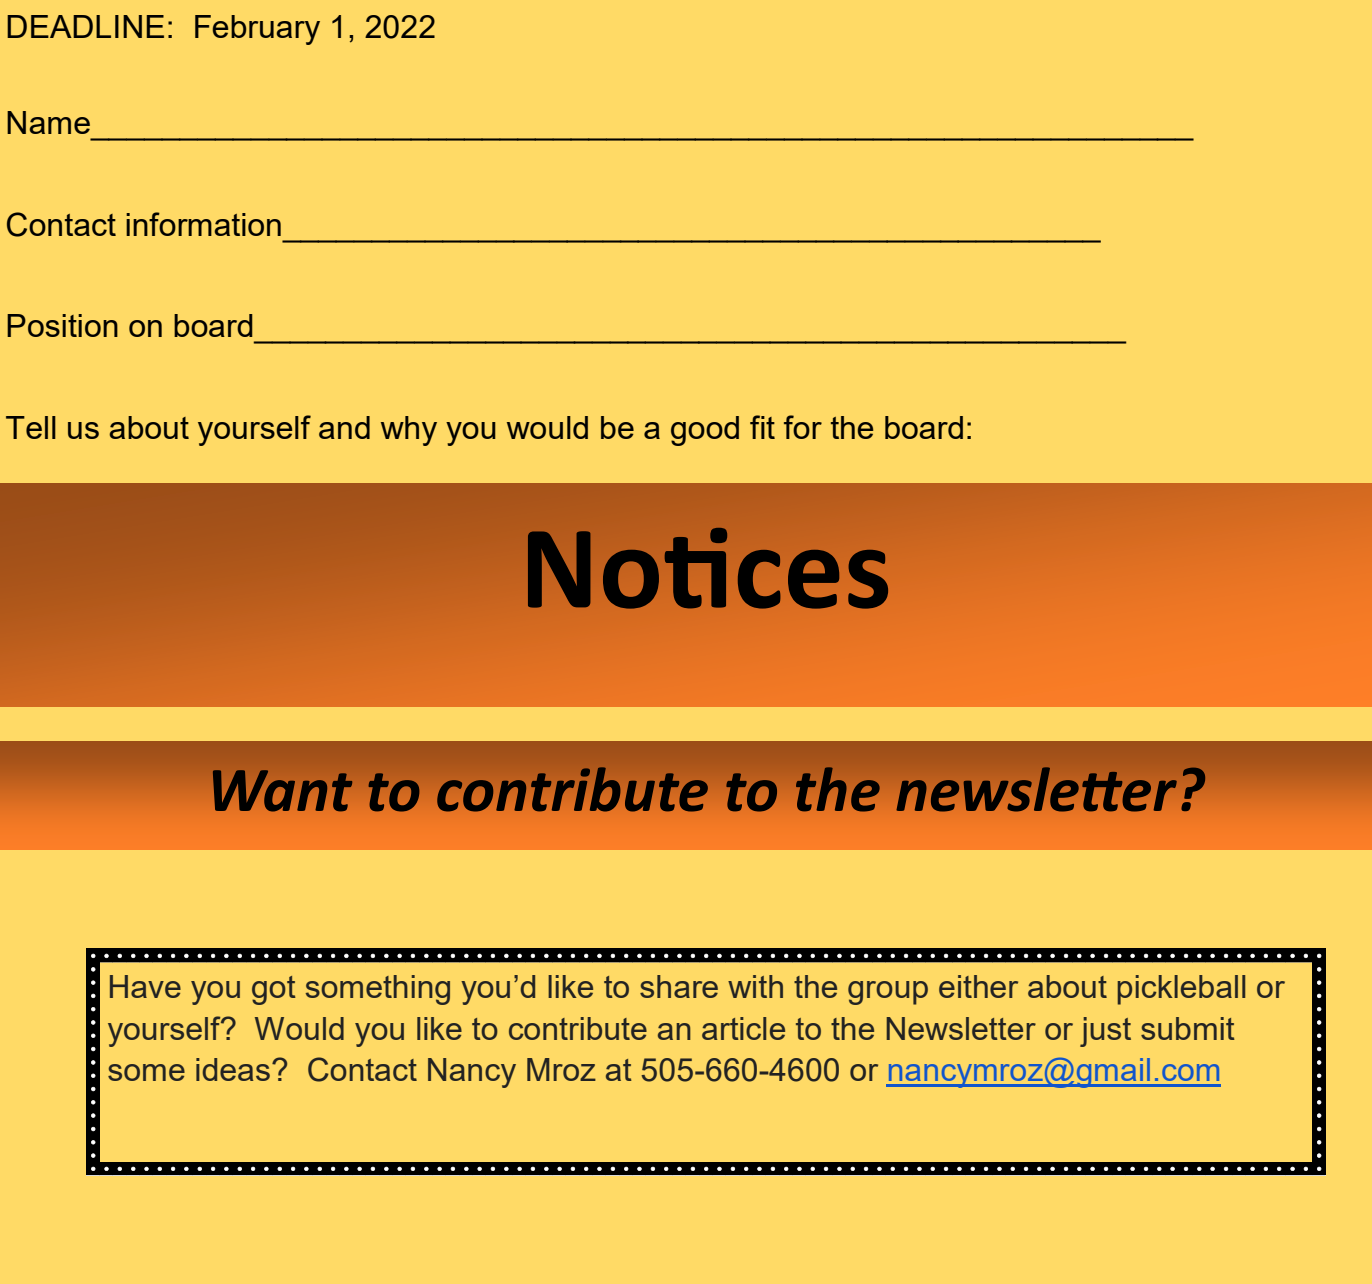 DEADLINE:  February 1, 2022
Name______________________________________________________________
Contact information______________________________________________
Position on board_________________________________________________
Tell us about yourself and why you would be a good fit for the board:
Notices
Want to contribute to the newsletter?
Have you got something you’d like to share with the group either about pickleball or
yourself?  Would you like to contribute an article to the Newsletter or just submit
some ideas?  Contact Nancy Mroz at 505-660-4600 or nancymroz@gmail.com